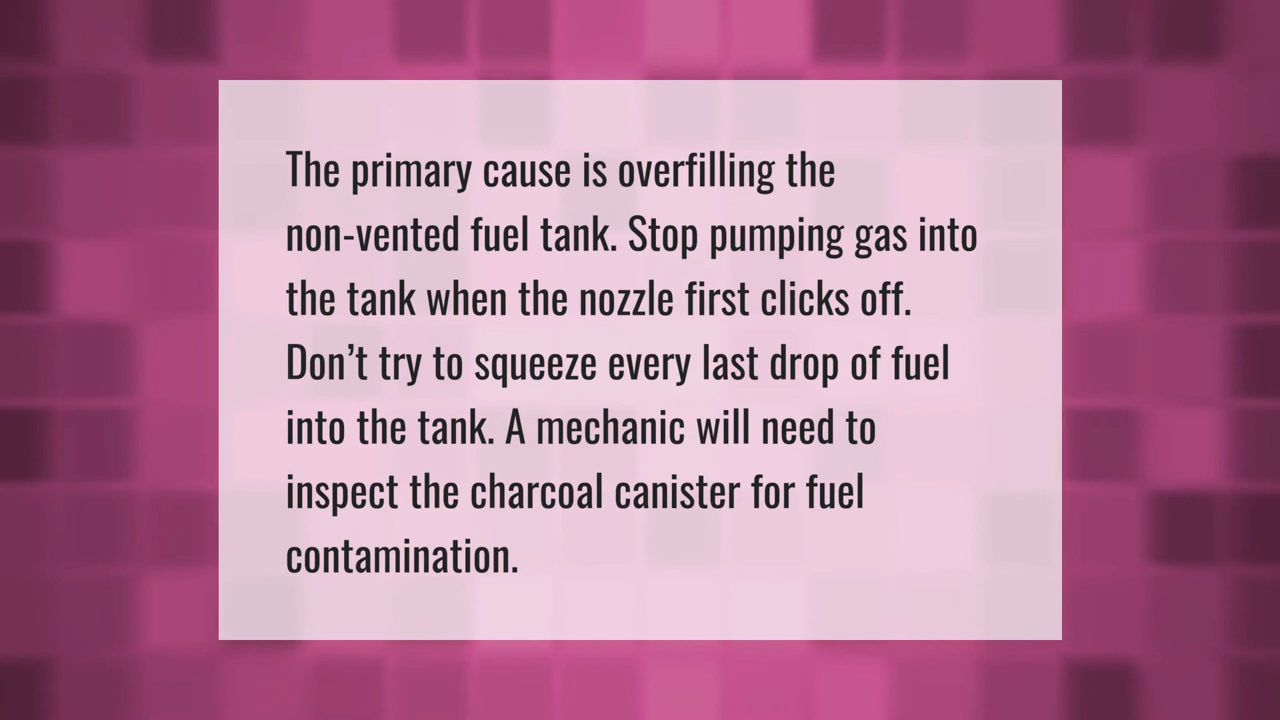 The primary cause is overfilling the
non-vented fuel tank. Stop pumping gas into
the tank when the nozzle first clicks off.
Don’t try to squeeze every last drop of fuel
into the tank. A mechanic will need to
inspect the charcoal canister for fuel
contamination.